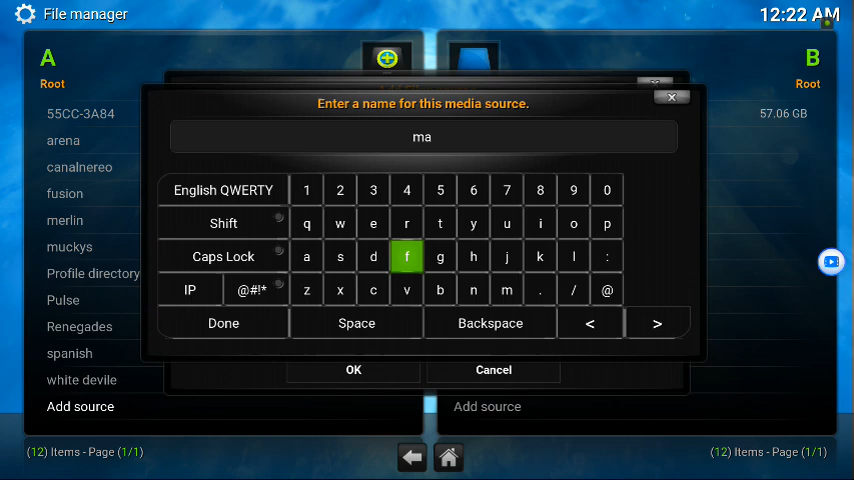 File manager
12:22 AM
A
B
Root
Root
Enter a name for this media source.
ma
55CC-3A84
57.06 GB
arena
canalnereo
fusion
merlin
muckys
Profile directory
Pulse
Renegades
spanish
white devile
Add source
Add source
English QWERTY 1 2 3 4 5 6 7 8 9 0
Shift q w e r t y u i o p
Caps Lock a s d f g h j k l :
IP @#!* z x c v b n m . / @
Done Space Backspace < >
OK Cancel
(12) Items - Page (1/1)
(12) Items - Page (1/1)